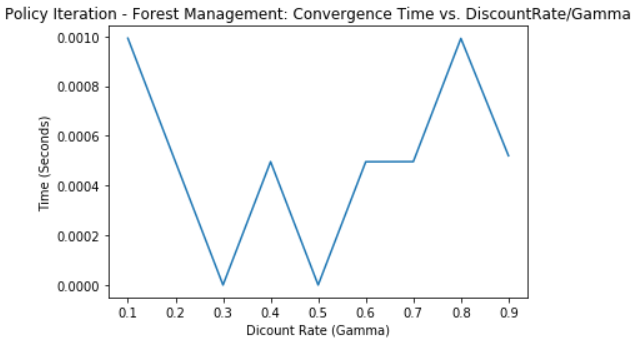 Policy Iteration - Forest Management: Convergence Time vs. DiscountRate/Gamma
0.0010
0.0008
0.0006
0.0004
0.0002
0.0000
Time (Seconds)
0.1 0.2 0.3 0.4 0.5 0.6 0.7 0.8 0.9
Dicount Rate (Gamma)